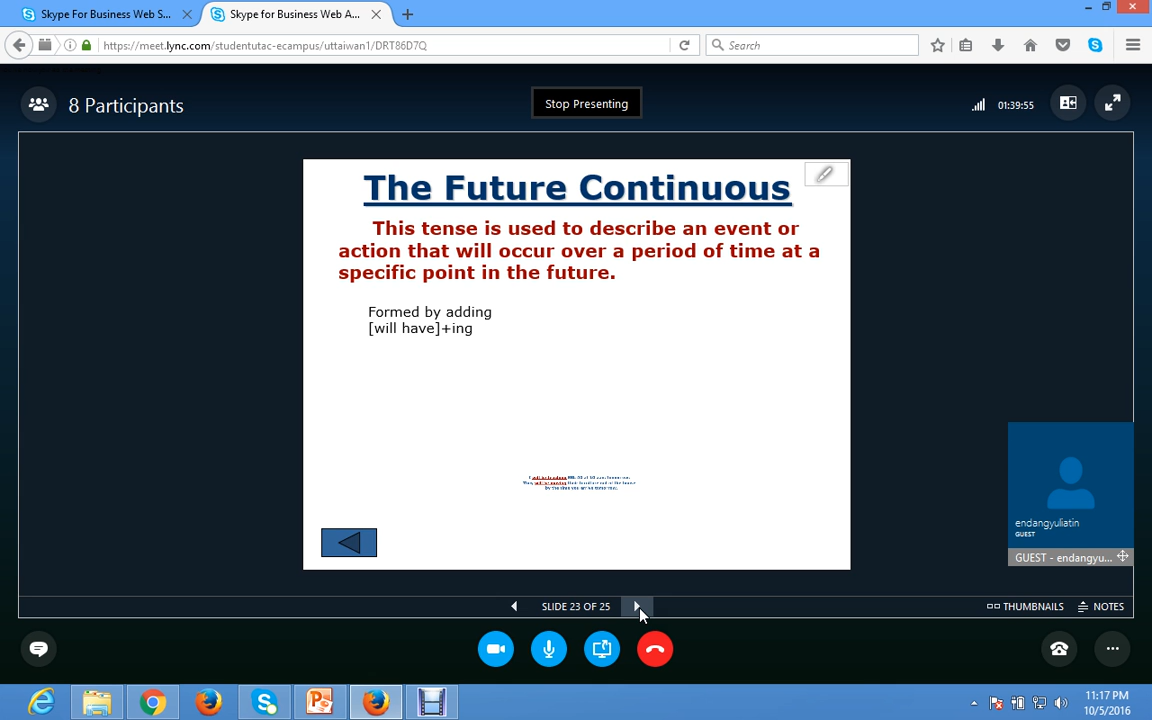 Skype For Business Web S...
Skype for Business Web A...
https://meet.lync.com/studentutac-ecampus/uttaiwan1/DRT86D7Q
Search
8 Participants
Stop Presenting
01:39:55
The Future Continuous
This tense is used to describe an event or
action that will occur over a period of time at a
specific point in the future.
Formed by adding
[will have]+ing
endangyuliatin
GUEST
GUEST - endangyu...
SLIDE 23 OF 25
THUMBNAILS
NOTES
11:17 PM
10/5/2016